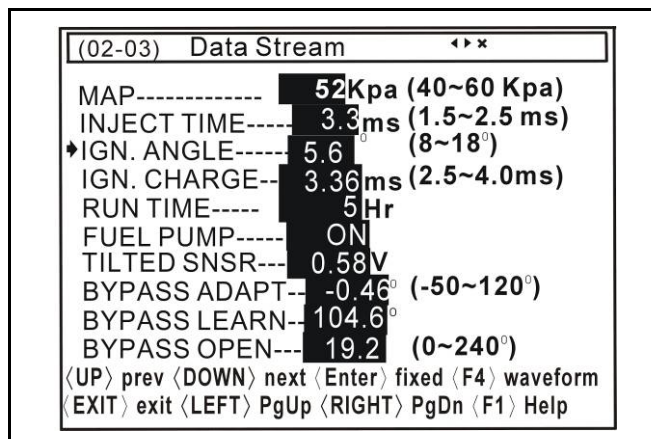 (02-03) Data Stream
MAP------------- 52Kpa (40~60 Kpa)
INJECT TIME----- 3.3ms (1.5~2.5 ms)
IGN. ANGLE------ 5.6° (8~18°)
IGN. CHARGE-- 3.36ms (2.5~4.0ms)
RUN TIME----- 5Hr
FUEL PUMP----- ON
TILTED SNSR--- 0.58V
BYPASS ADAPT-- -0.46° (-50~120°)
BYPASS LEARN-- 104.6°
BYPASS OPEN--- 19.2 (0~240°)
〈UP〉 prev 〈DOWN〉 next 〈Enter〉 fixed 〈F4〉 waveform
〈EXIT〉 exit 〈LEFT〉 PgUp 〈RIGHT〉 PgDn 〈F1〉 Help